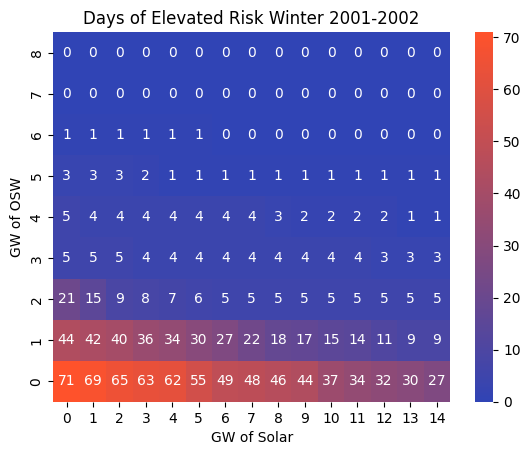 Days of Elevated Risk Winter 2001-2002
8 0 0 0 0 0 0 0 0 0 0 0 0 0 0 0
7 0 0 0 0 0 0 0 0 0 0 0 0 0 0 0
6 1 1 1 1 1 1 0 0 0 0 0 0 0 0 0
5 3 3 3 2 1 1 1 1 1 1 1 1 1 1 1
4 5 4 4 4 4 4 4 4 3 2 2 2 2 1 1
3 5 5 5 4 4 4 4 4 4 4 4 4 3 3 3
2 21 15 9 8 7 6 5 5 5 5 5 5 5 5 5
1 44 42 40 36 34 30 27 22 18 17 15 14 11 9 9
0 71 69 65 63 62 55 49 48 46 44 37 34 32 30 27
0 1 2 3 4 5 6 7 8 9 10 11 12 13 14
GW of Solar
GW of OSW
70
60
50
40
30
20
10
0